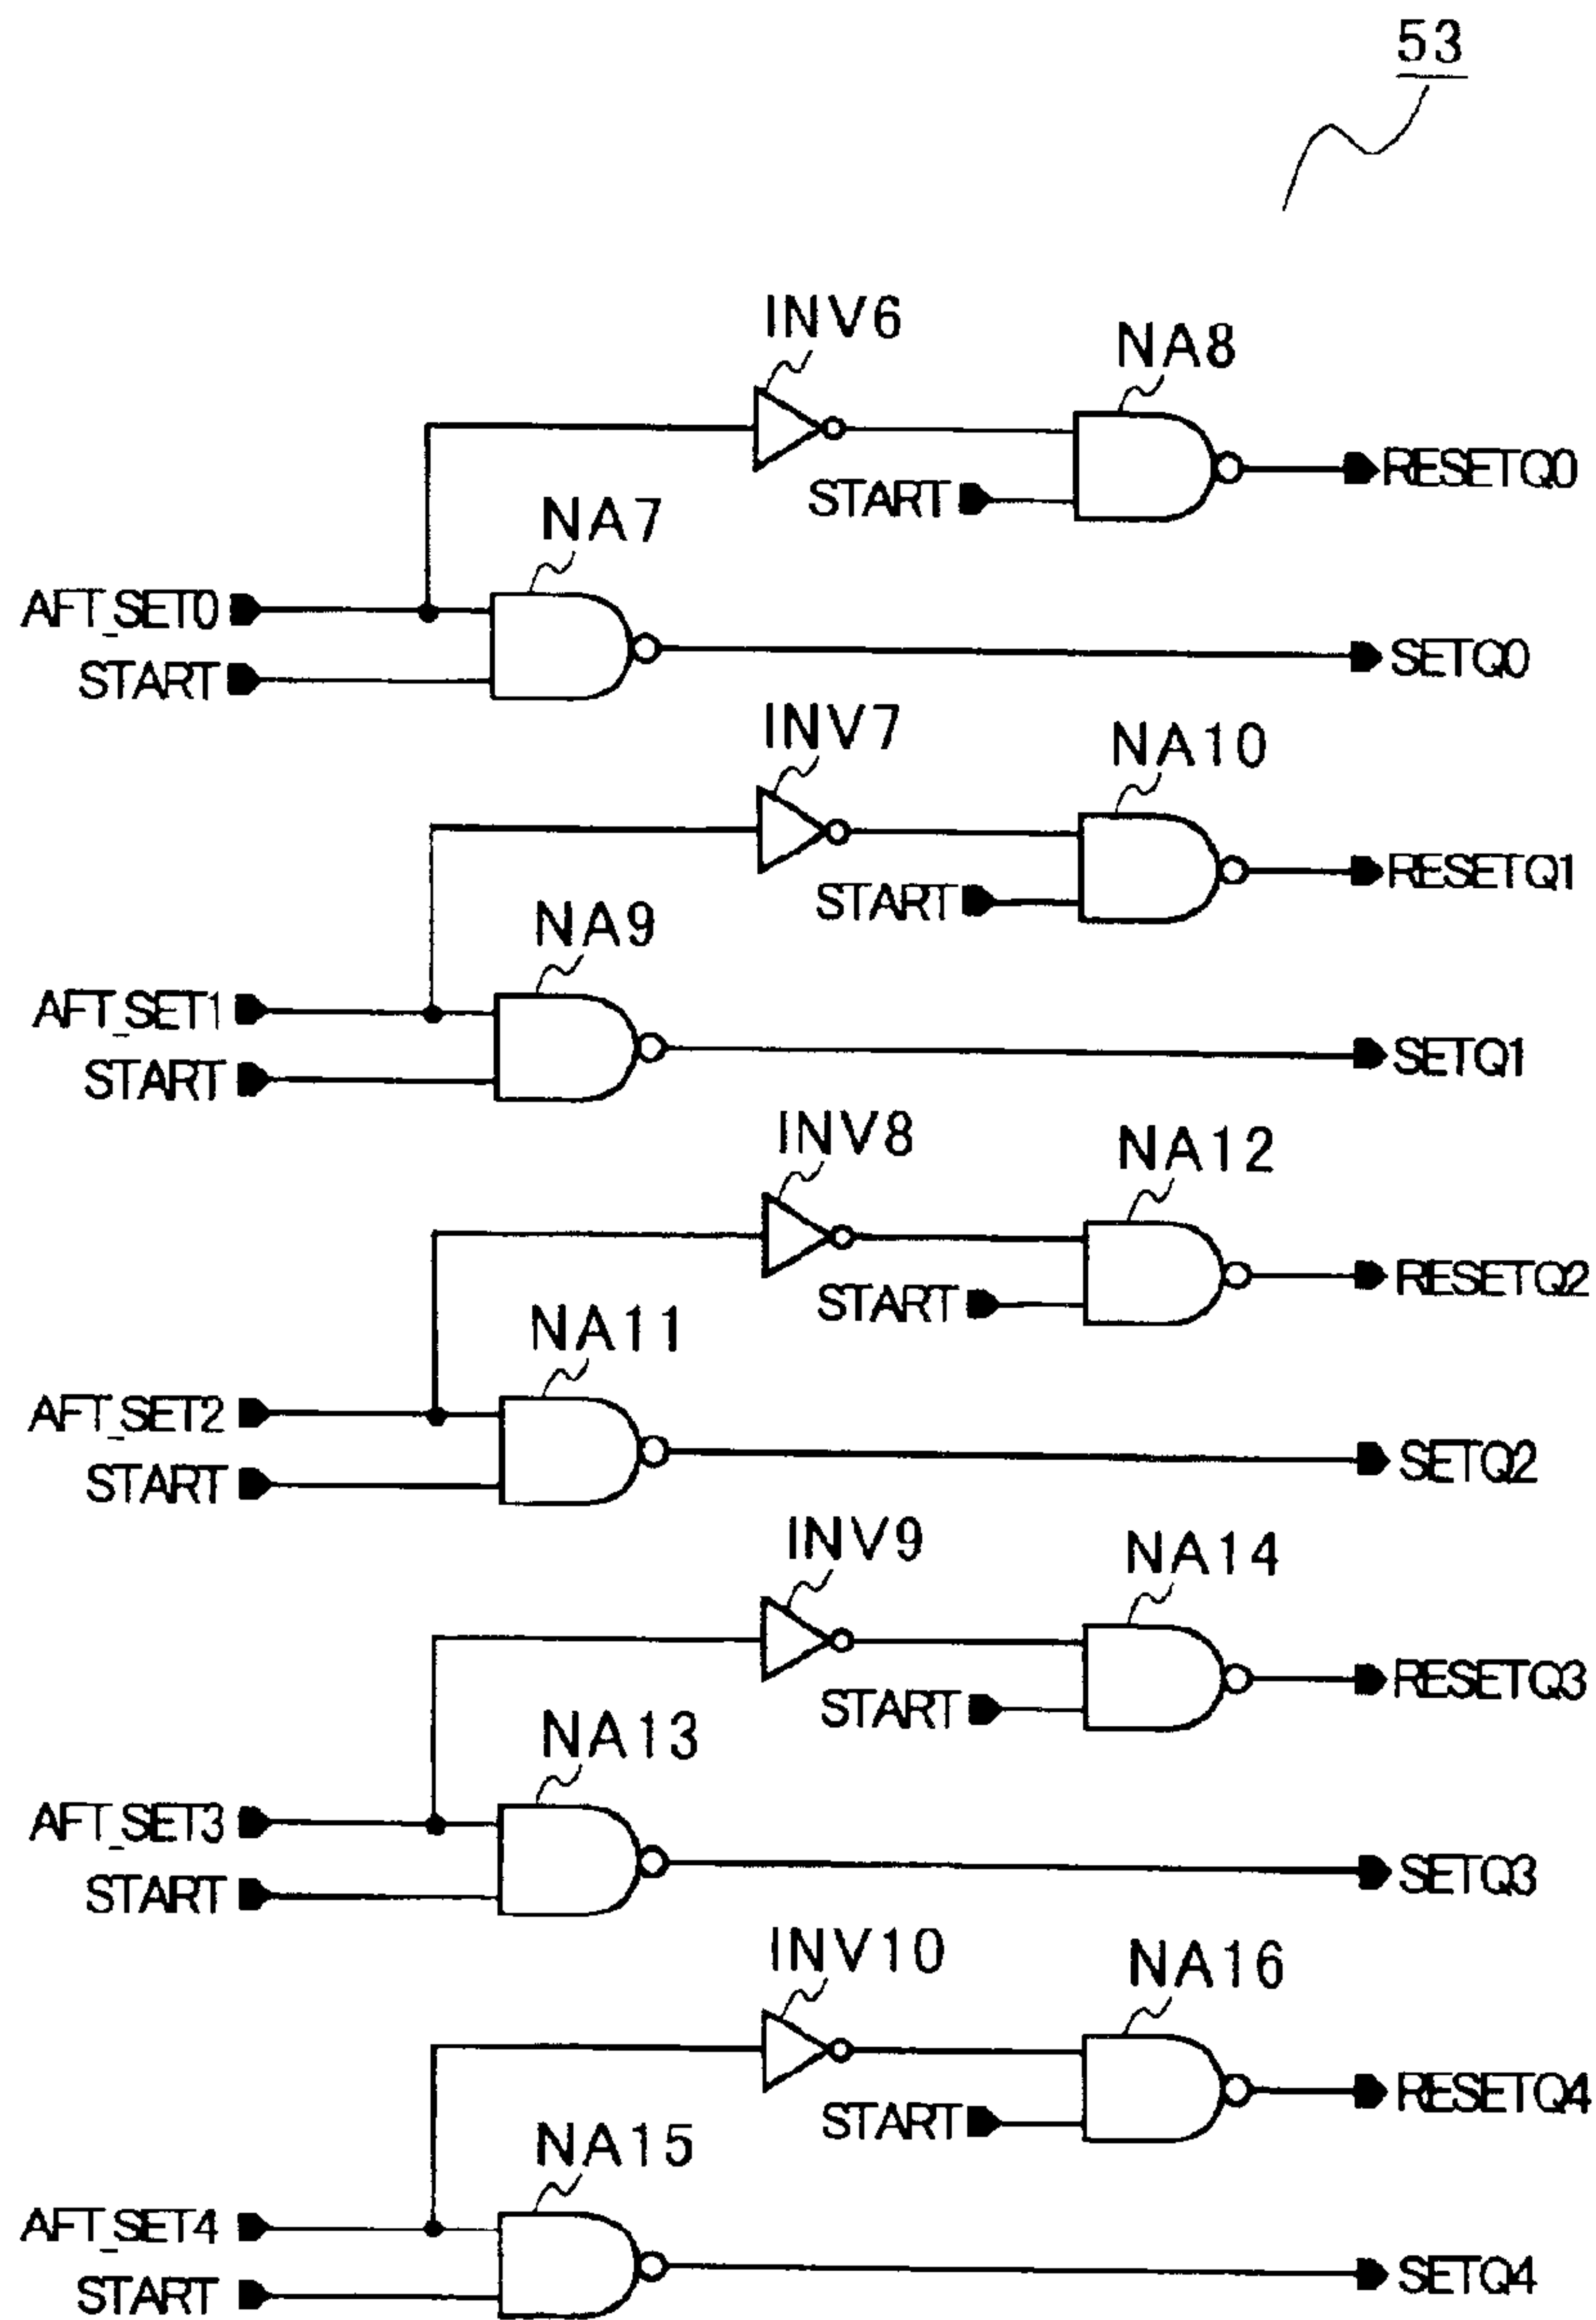 53
INV6
NA8
RESETQ0
START
NA7
AFT_SET0
SETQ0
START
INV7
NA10
RESETQ1
START
NA9
AFT_SET1
SETQ1
START
INV8
NA12
RESETQ2
START
NA11
AFT_SET2
SETQ2
START
INV9
NA14
RESETQ3
START
NA13
AFT_SET3
SETQ3
START
INV10
NA16
RESETQ4
START
NA15
AFT_SET4
SETQ4
START